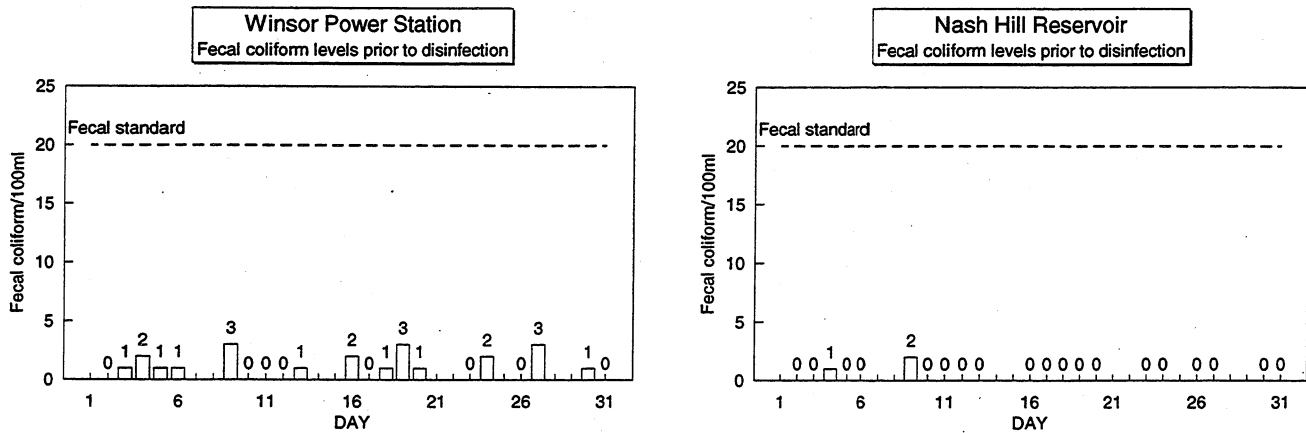 Winsor Power Station
Fecal coliform levels prior to disinfection
Fecal coliform/100ml
25
20
15
10
5
0
Fecal standard
0 1 2 1 1 3 0 0 0 1 2 0 1 3 1 0 2 0 3 1 0
1 6 11 16 21 26 31
DAY
Nash Hill Reservoir
Fecal coliform levels prior to disinfection
Fecal coliform/100ml
25
20
15
10
5
0
Fecal standard
0 0 1 0 0 2 0 0 0 0 0 0 0 0 0 0 0 0 0 0 0
1 6 11 16 21 26 31
DAY